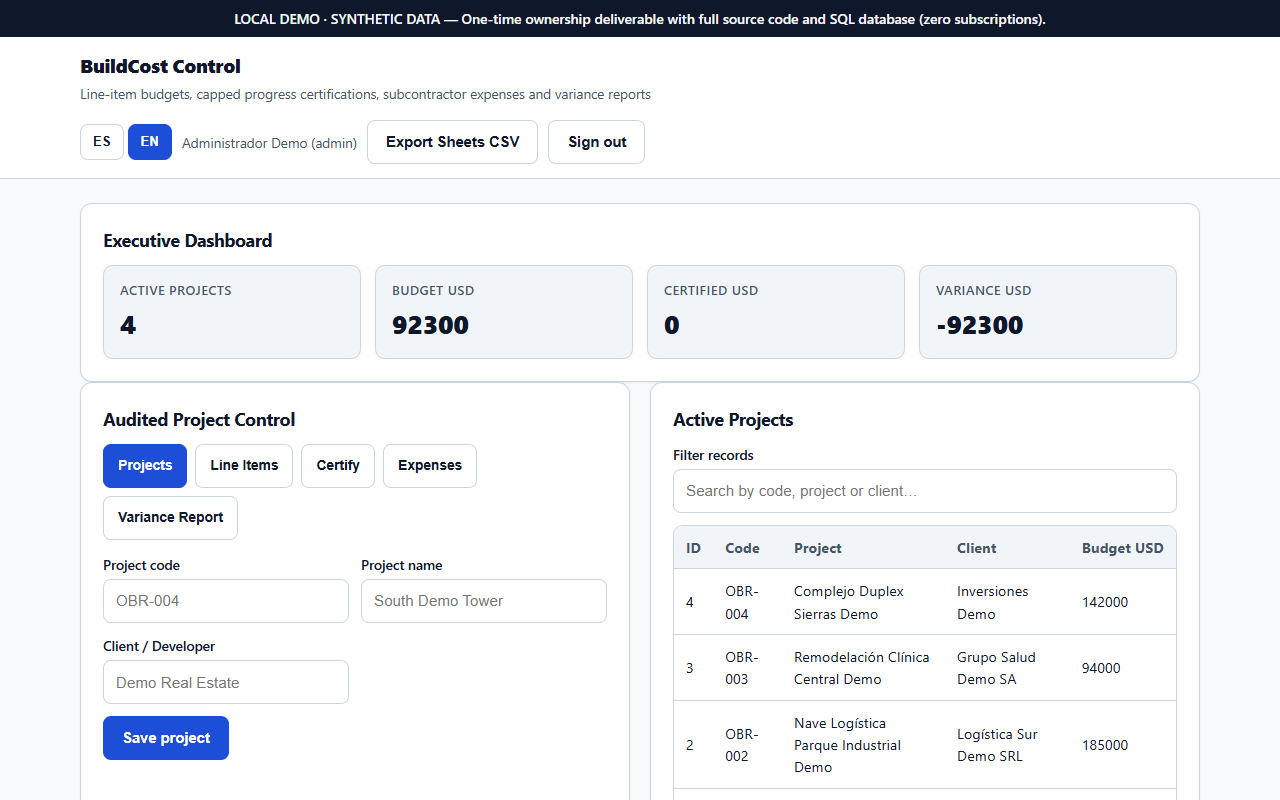 LOCAL DEMO · SYNTHETIC DATA — One-time ownership deliverable with full source code and SQL database (zero subscriptions).
BuildCost Control
Line-item budgets, capped progress certifications, subcontractor expenses and variance reports
ES EN Administrador Demo (admin) Export Sheets CSV Sign out
Executive Dashboard
ACTIVE PROJECTS
4
BUDGET USD
92300
CERTIFIED USD
0
VARIANCE USD
-92300
Audited Project Control
Projects Line Items Certify Expenses
Variance Report
Project code
OBR-004
Project name
South Demo Tower
Client / Developer
Demo Real Estate
Save project
Active Projects
Filter records
Search by code, project or client...
ID Code Project Client Budget USD
4 OBR-004 Complejo Duplex Sierras Demo Inversiones Demo 142000
3 OBR-003 Remodelación Clínica Central Demo Grupo Salud Demo SA 94000
2 OBR-002 Nave Logística Parque Industrial Demo Logística Sur Demo SRL 185000